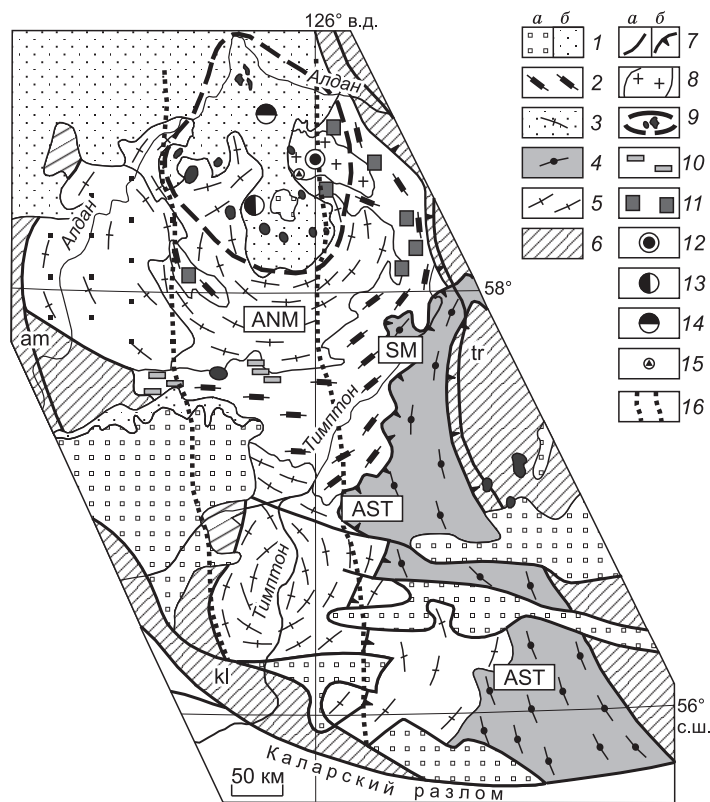 126° в.д.
а б
1
2
3
4
5
6
а б
7
8
9
10
11
12
13
14
15
16
Алдан
Алдан
58°
ANM
SM
am
tr
Тимптон
AST
Тимптон
kl
AST
56°
с.ш.
Каларский разлом
50 км